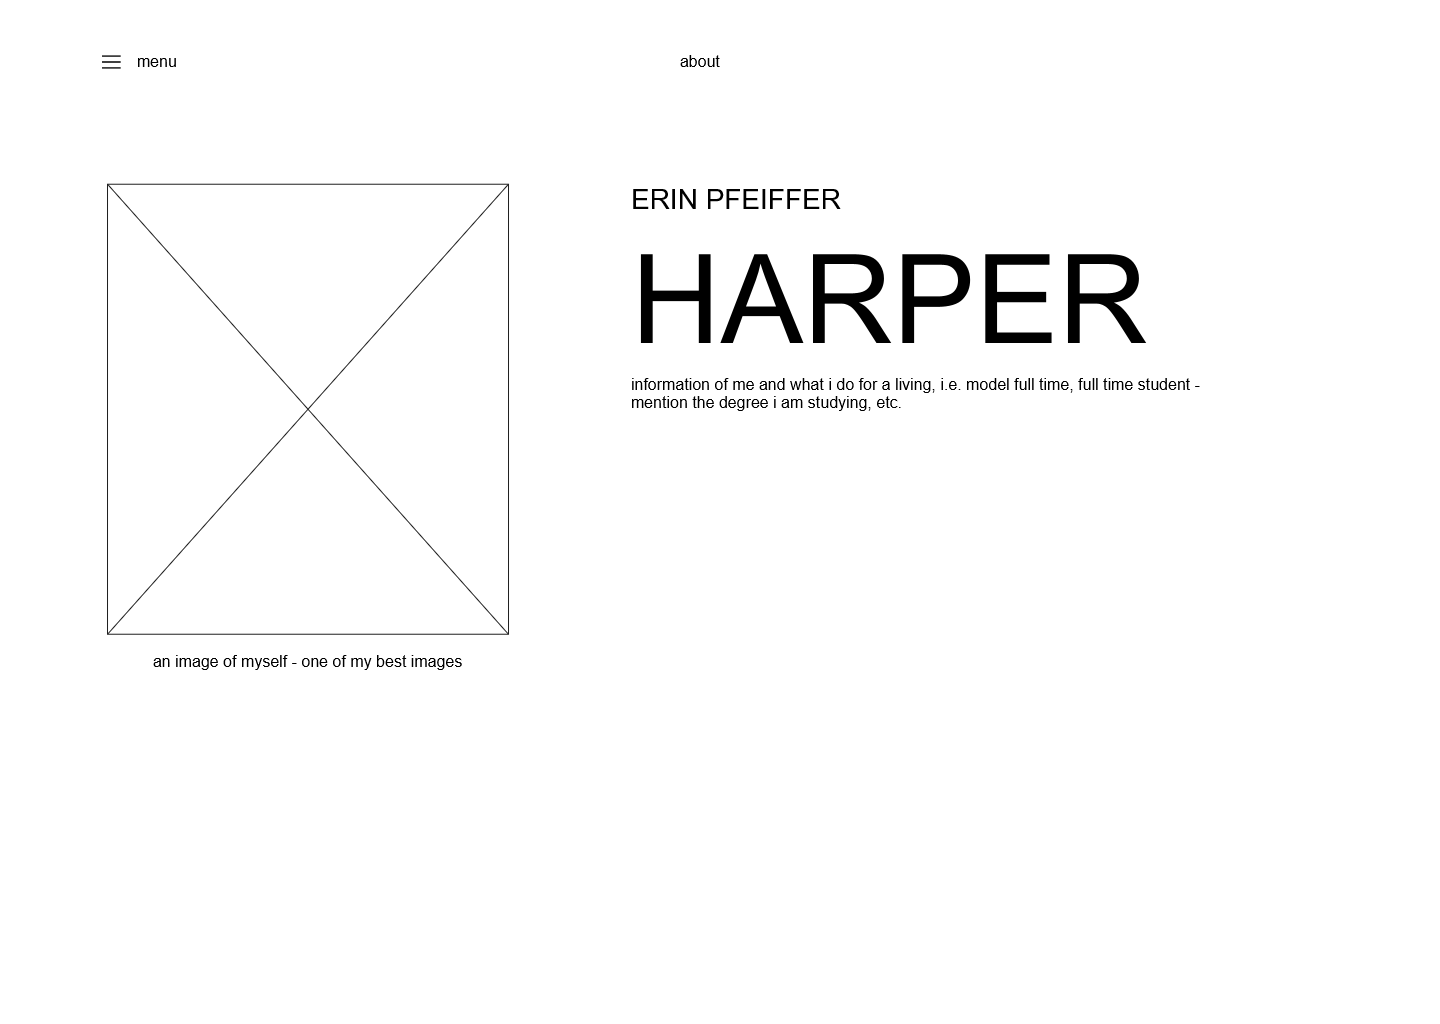 menu
about
ERIN PFEIFFER
HARPER
information of me and what i do for a living, i.e. model full time, full time student -
mention the degree i am studying, etc.
an image of myself - one of my best images